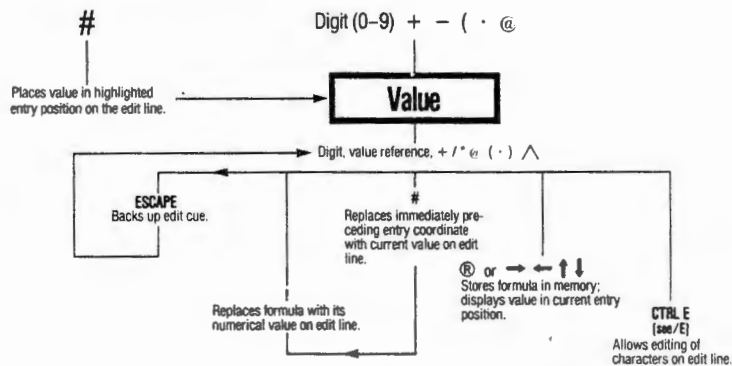 #
Digit (0–9) + − ( · @
Places value in highlighted
entry position on the edit line.
Value
Digit, value reference, + / * @ ( · ) ∧
ESCAPE
Backs up edit cue.
#
Replaces immediately pre-
ceding entry coordinate
with current value on edit
line.
® or → ← ↑ ↓
Stores formula in memory;
displays value in current entry
position.
Replaces formula with its
numerical value on edit line.
CTRL E
(see/E)
Allows editing of
characters on edit line.